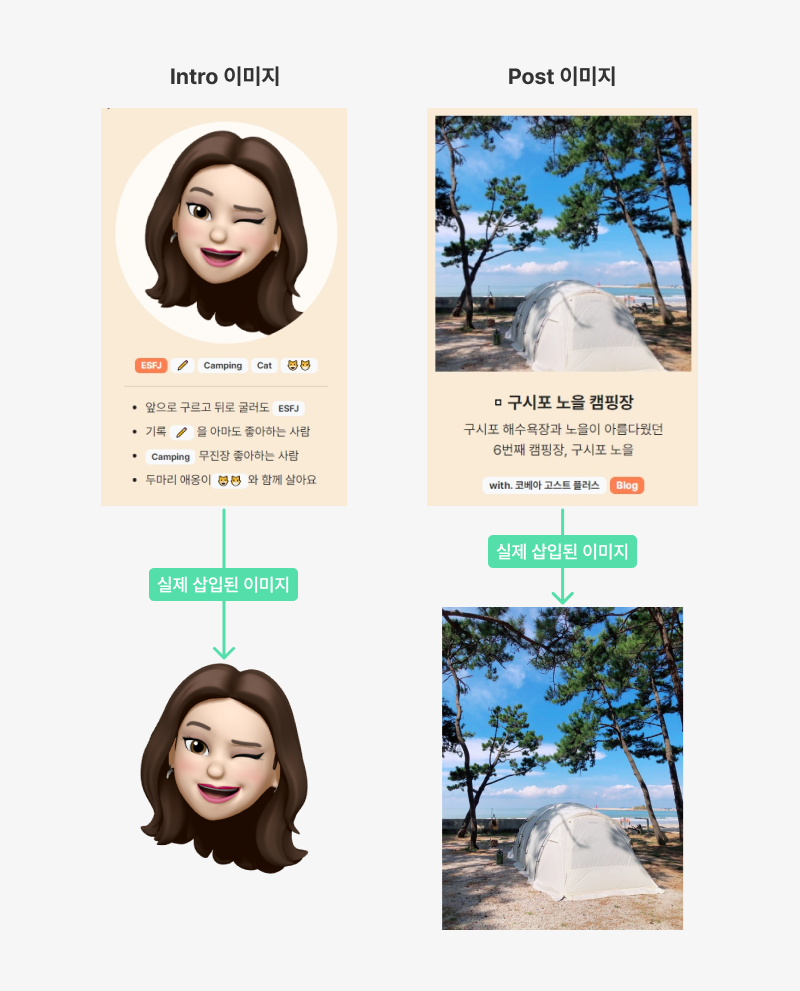 Intro 이미지
ESFJ ✏️ Camping Cat 😺😼
• 앞으로 구르고 뒤로 굴러도 ESFJ
• 기록 ✏️ 을 아마도 좋아하는 사람
• Camping 무진장 좋아하는 사람
• 두마리 애옹이 😺😼 와 함께 살아요
실제 삽입된 이미지
Post 이미지
구시포 노을 캠핑장
구시포 해수욕장과 노을이 아름다웠던
6번째 캠핑장, 구시포 노을
with. 코베아 고스트 플러스 Blog
실제 삽입된 이미지